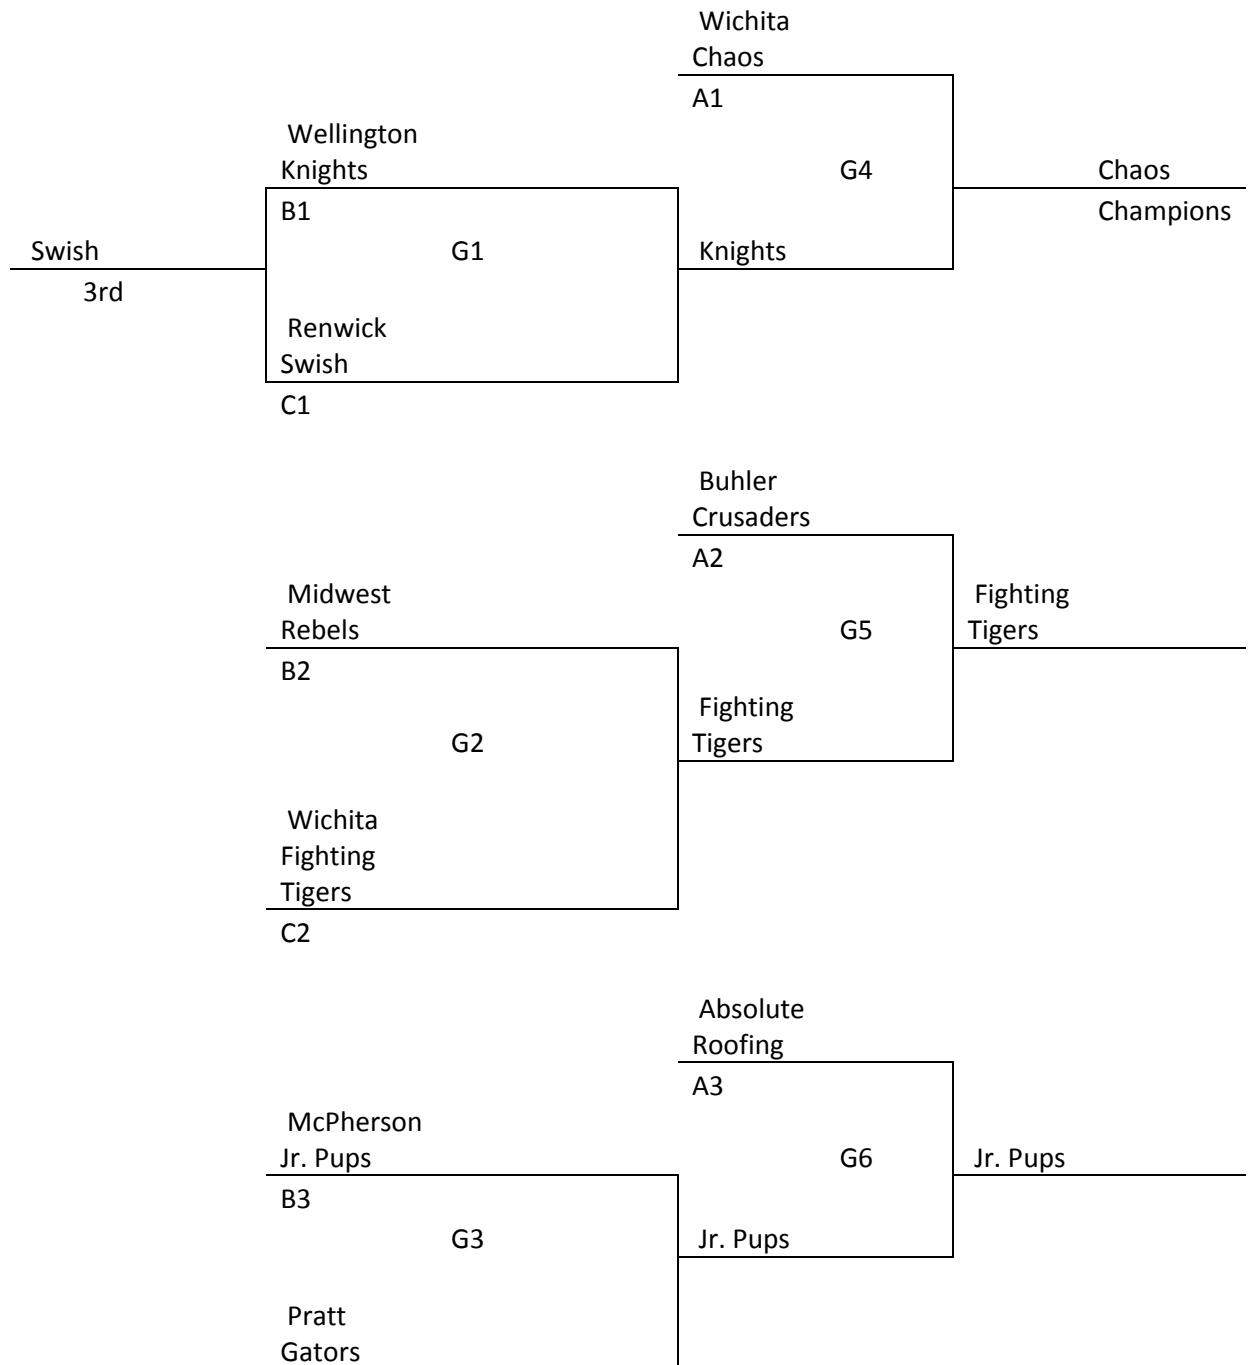 Wichita
Chaos
A1
Wellington
Knights
G4
Chaos
B1
Champions
Swish
G1
Knights
3rd
Renwick
Swish
C1
Buhler
Crusaders
A2
Midwest
Rebels
G5
Fighting
Tigers
B2
Fighting
Tigers
G2
Wichita
Fighting
Tigers
C2
Absolute
Roofing
A3
McPherson
Jr. Pups
G6
Jr. Pups
B3
G3
Jr. Pups
Pratt
Gators